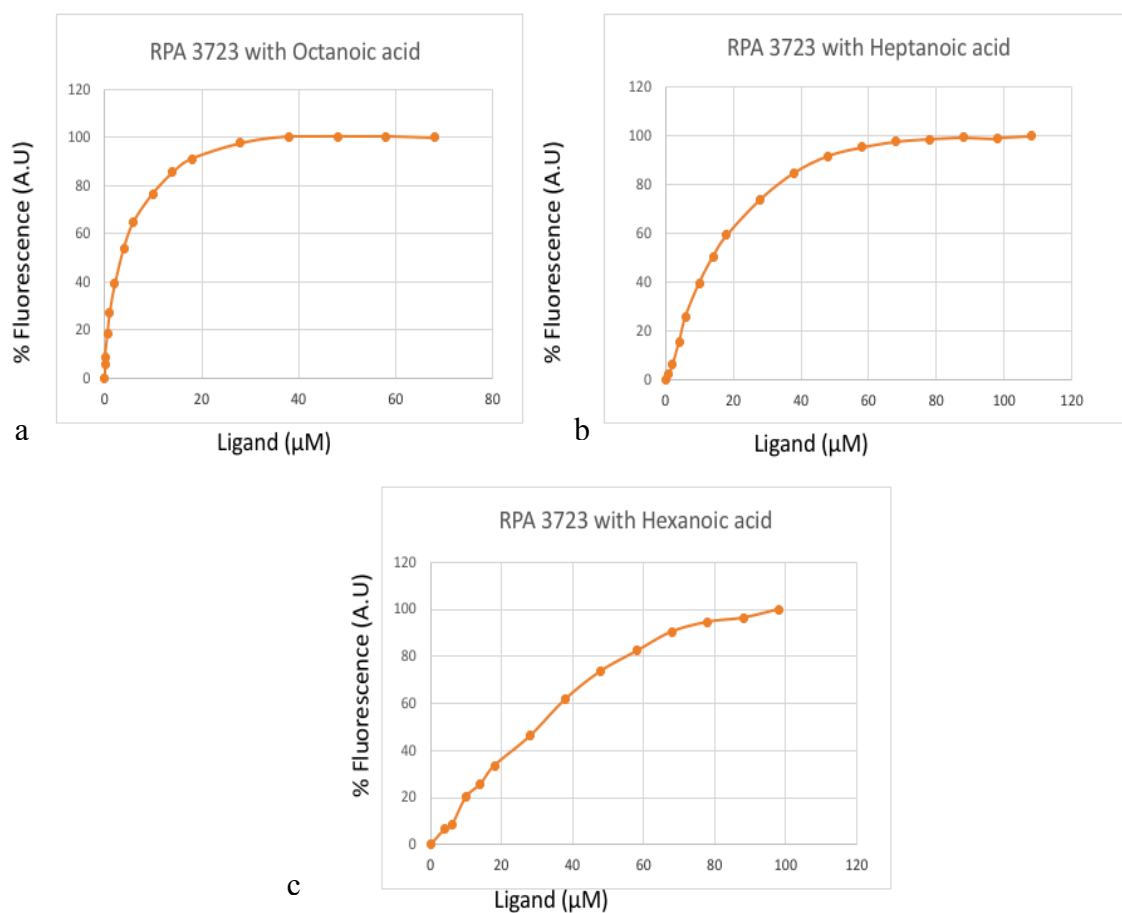 RPA 3723 with Octanoic acid
% Fluorescence (A.U)
120
100
80
60
40
20
0
0 20 40 60 80
Ligand (μM)
a
RPA 3723 with Heptanoic acid
% Fluorescence (A.U)
120
100
80
60
40
20
0
0 20 40 60 80 100 120
Ligand (μM)
b
RPA 3723 with Hexanoic acid
% Fluorescence (A.U)
120
100
80
60
40
20
0
0 20 40 60 80 100 120
Ligand (μM)
c